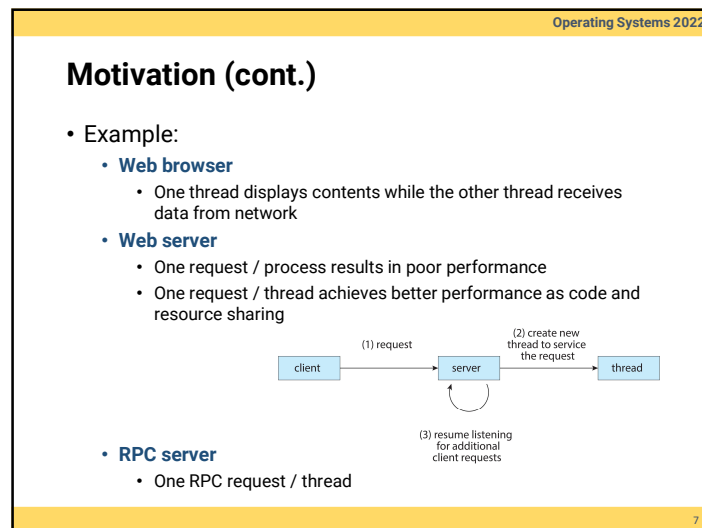 Operating Systems 2022
Motivation (cont.)
• Example:
• Web browser
• One thread displays contents while the other thread receives
data from network
• Web server
• One request / process results in poor performance
• One request / thread achieves better performance as code and
resource sharing
client
(1) request
server
(2) create new
thread to service
the request
thread
(3) resume listening
for additional
client requests
• RPC server
• One RPC request / thread
7